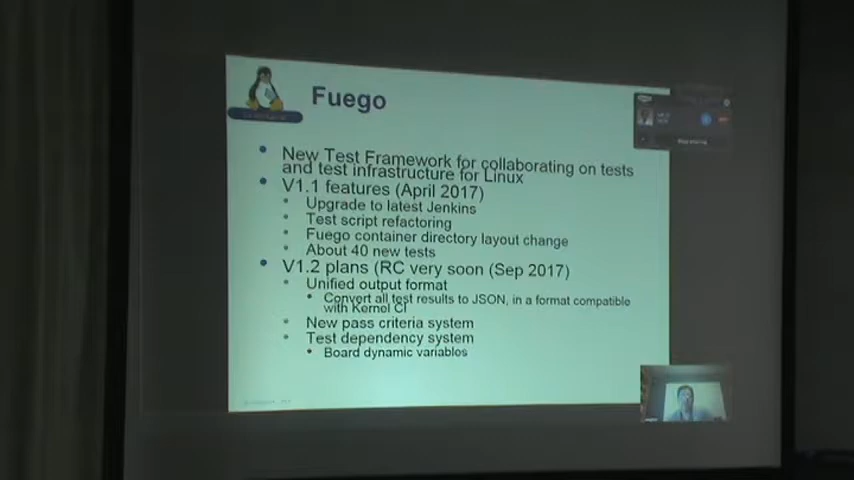 Fuego
New Test Framework for collaborating on tests
and test infrastructure for Linux
V1.1 features (April 2017)
Upgrade to latest Jenkins
Test script refactoring
Fuego container directory layout change
About 40 new tests
V1.2 plans (RC very soon (Sep 2017)
Unified output format
Convert all test results to JSON, in a format compatible
with Kernel CI
New pass criteria system
Test dependency system
Board dynamic variables